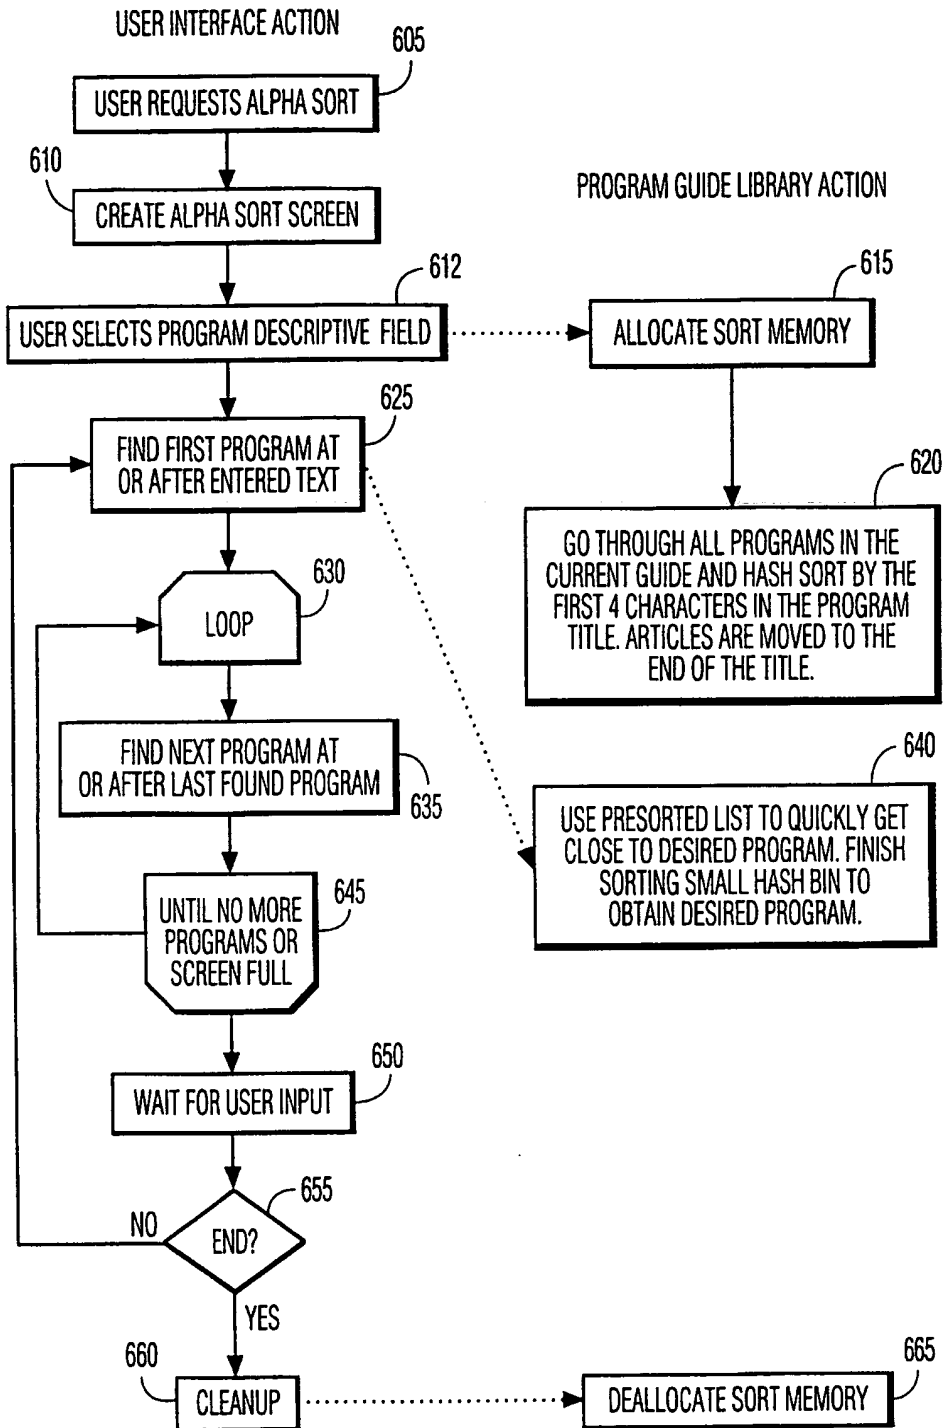 USER INTERFACE ACTION
605
USER REQUESTS ALPHA SORT
610
CREATE ALPHA SORT SCREEN
612
USER SELECTS PROGRAM DESCRIPTIVE FIELD
625
FIND FIRST PROGRAM AT
OR AFTER ENTERED TEXT
630
LOOP
FIND NEXT PROGRAM AT
OR AFTER LAST FOUND PROGRAM
635
645
UNTIL NO MORE
PROGRAMS OR
SCREEN FULL
650
WAIT FOR USER INPUT
655
END?
NO
YES
660
CLEANUP
PROGRAM GUIDE LIBRARY ACTION
615
ALLOCATE SORT MEMORY
620
GO THROUGH ALL PROGRAMS IN THE
CURRENT GUIDE AND HASH SORT BY THE
FIRST 4 CHARACTERS IN THE PROGRAM
TITLE. ARTICLES ARE MOVED TO THE
END OF THE TITLE.
640
USE PRESORTED LIST TO QUICKLY GET
CLOSE TO DESIRED PROGRAM. FINISH
SORTING SMALL HASH BIN TO
OBTAIN DESIRED PROGRAM.
665
DEALLOCATE SORT MEMORY